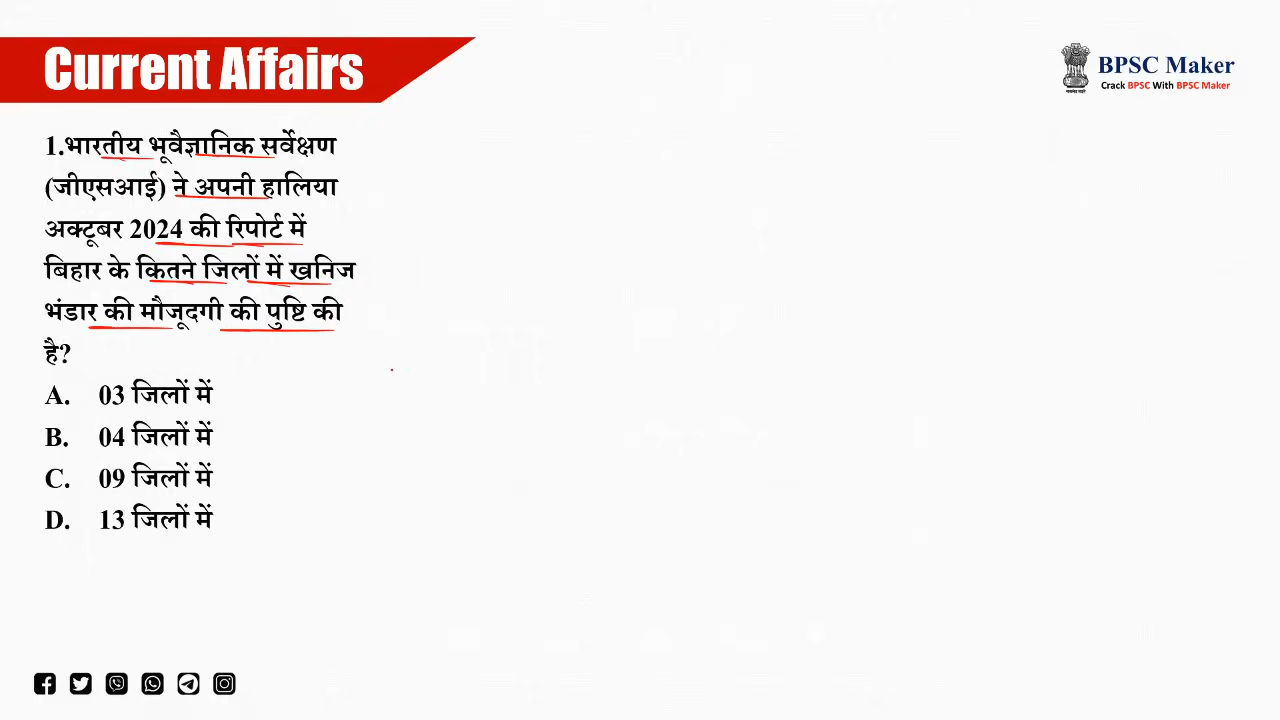 Current Affairs
BPSC Maker
Crack BPSC With BPSC Maker
1.भारतीय भूवैज्ञानिक सर्वेक्षण
(जीएसआई) ने अपनी हालिया
अक्टूबर 2024 की रिपोर्ट में
बिहार के कितने जिलों में खनिज
भंडार की मौजूदगी की पुष्टि की
है?
A. 03 जिलों में
B. 04 जिलों में
C. 09 जिलों में
D. 13 जिलों में